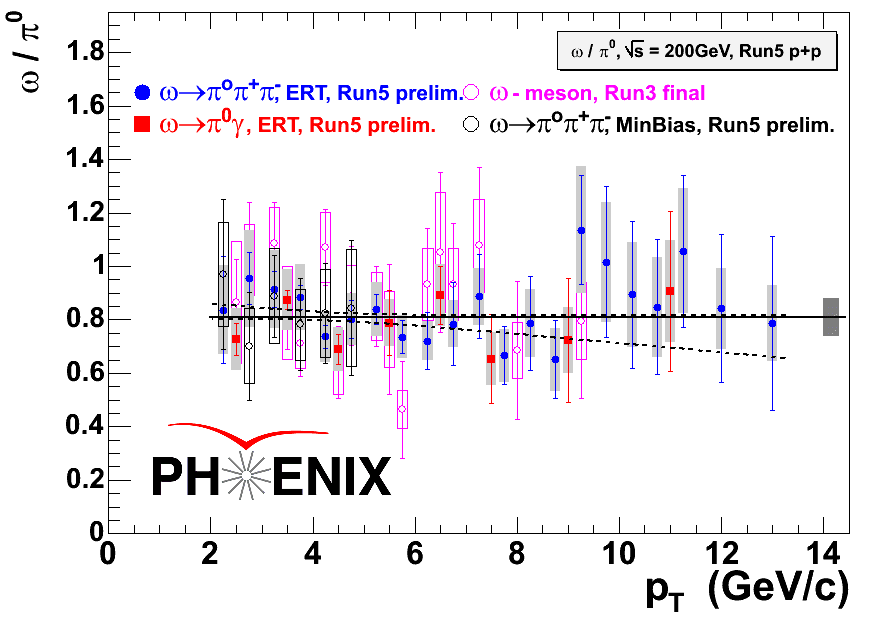 ω / π⁰
ω / π⁰, √s = 200GeV, Run5 p+p
ω→π⁰π⁺π⁻, ERT, Run5 prelim.
ω - meson, Run3 final
ω→π⁰γ, ERT, Run5 prelim.
ω→π⁰π⁺π⁻, MinBias, Run5 prelim.
1.8
1.6
1.4
1.2
1
0.8
0.6
0.4
0.2
0
PHENIX
0 2 4 6 8 10 12 14
p_T (GeV/c)